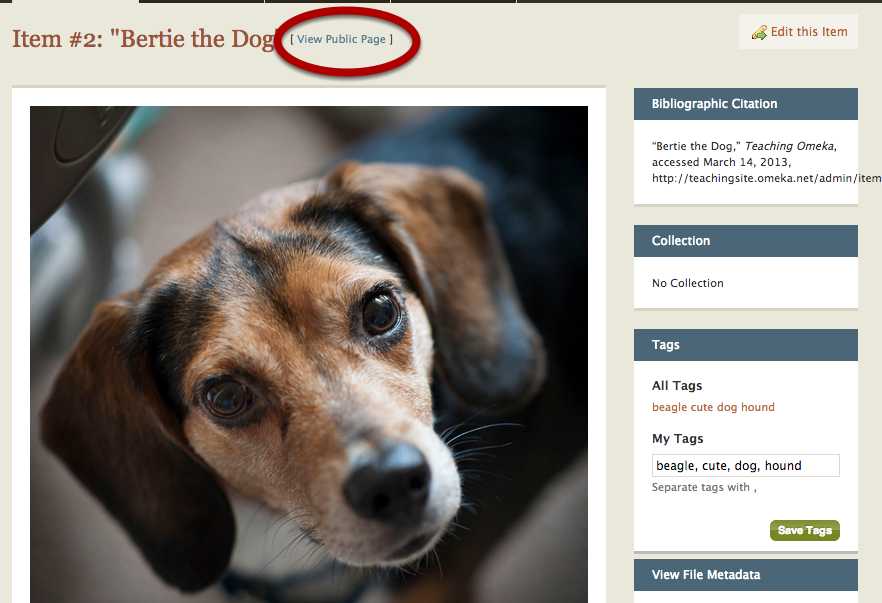 Item #2: "Bertie the Dog" [ View Public Page ]
Edit this Item
Bibliographic Citation
“Bertie the Dog,” Teaching Omeka,
accessed March 14, 2013,
http://teachingsite.omeka.net/admin/item
Collection
No Collection
Tags
All Tags
beagle cute dog hound
My Tags
beagle, cute, dog, hound
Separate tags with ,
Save Tags
View File Metadata